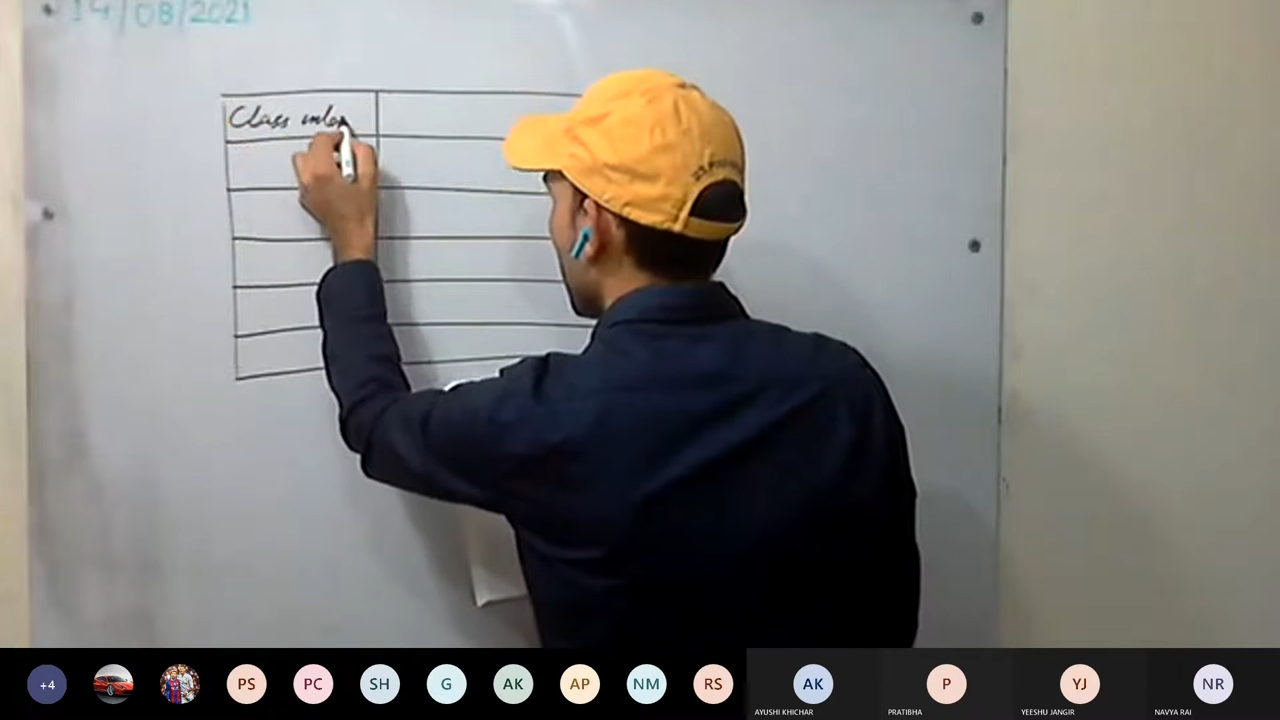 14/08/2021
Class
+4
PS
PC
SH
G
AK
AP
NM
RS
AK
P
YJ
NR
AYUSHI KHICHAR
PRATIBHA
YEESHU JANGIR
NAVYA RAI